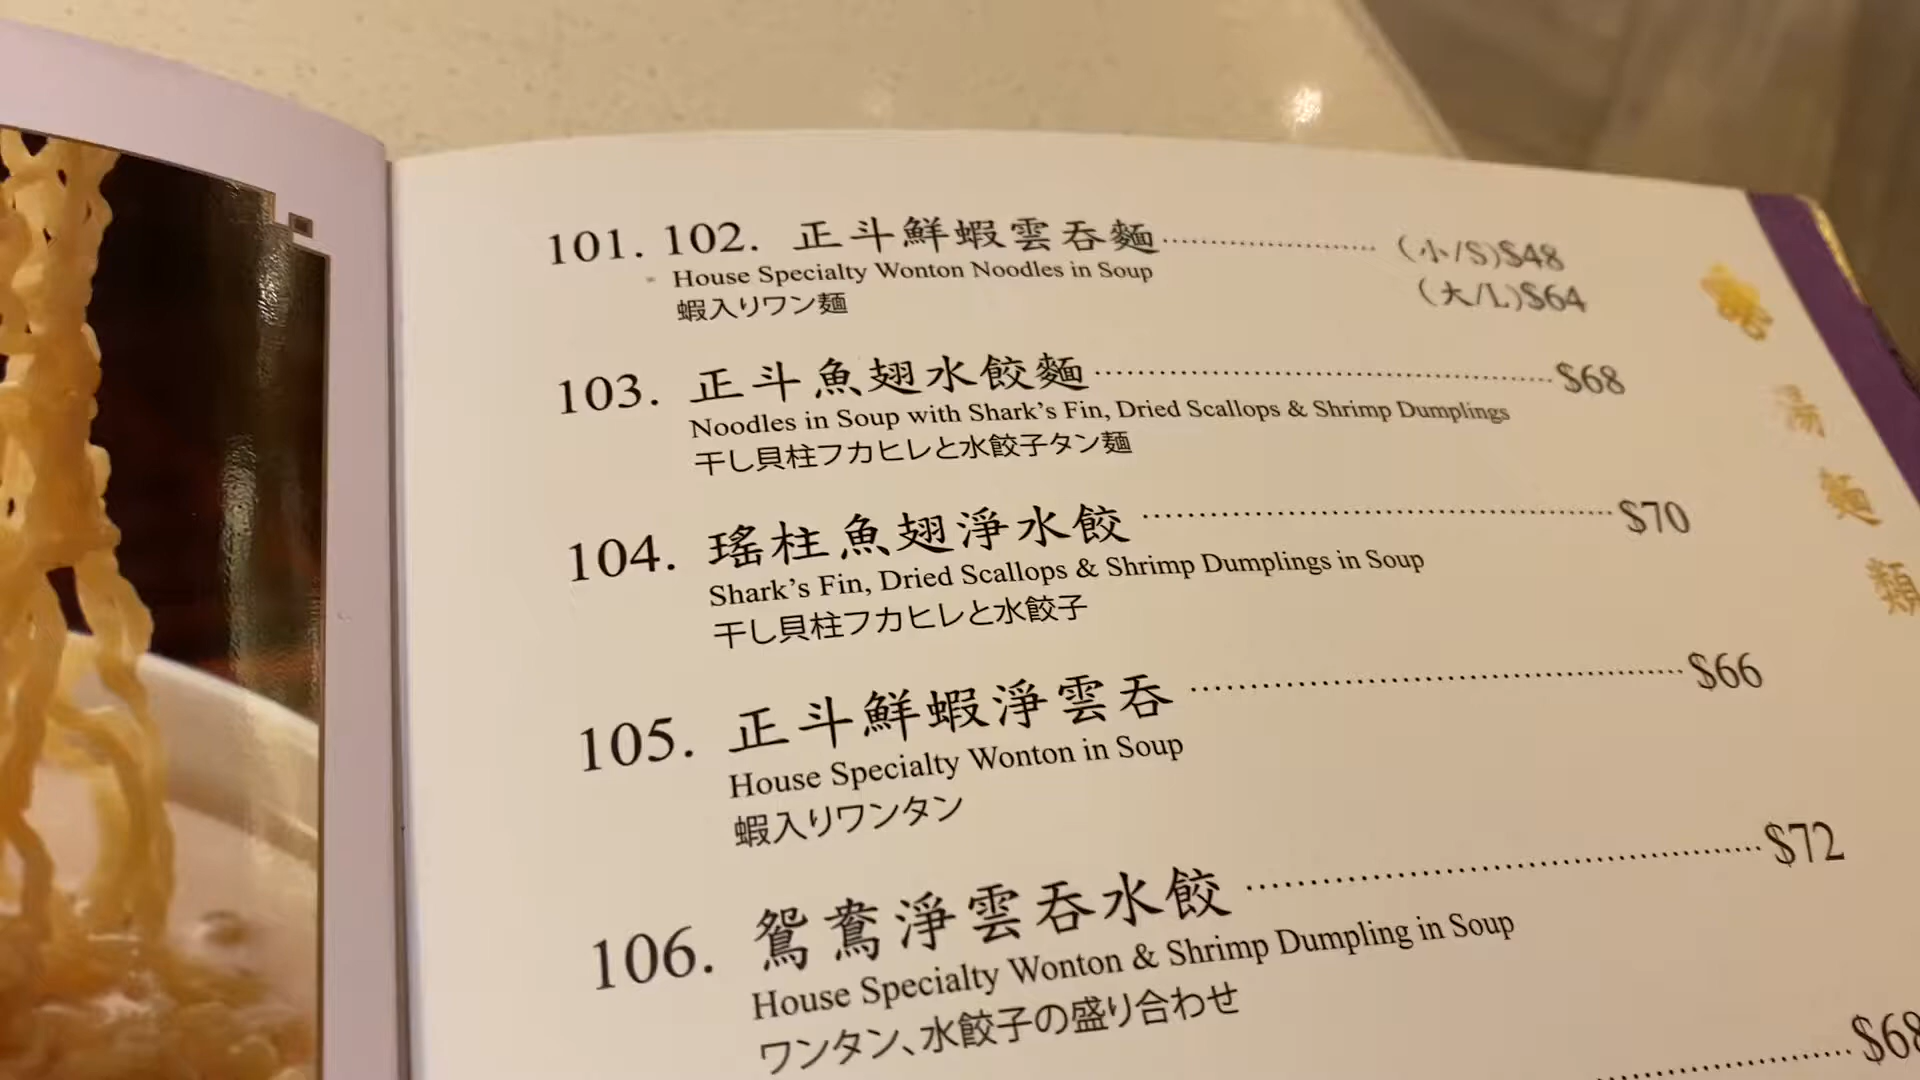 101. 102. 正斗鮮蝦雲吞麵 (小/S)$48
House Specialty Wonton Noodles in Soup (大/L)$64
蝦入りワン麺
103. 正斗魚翅水餃麵 $68
Noodles in Soup with Shark's Fin, Dried Scallops & Shrimp Dumplings
干し貝柱フカヒレと水餃子タン麺
104. 瑤柱魚翅淨水餃 $70
Shark's Fin, Dried Scallops & Shrimp Dumplings in Soup
干し貝柱フカヒレと水餃子
105. 正斗鮮蝦淨雲吞 $66
House Specialty Wonton in Soup
蝦入りワンタン
106. 鴛鴦淨雲吞水餃 $72
House Specialty Wonton & Shrimp Dumpling in Soup
ワンタン、水餃子の盛り合わせ
$68
湯麵類